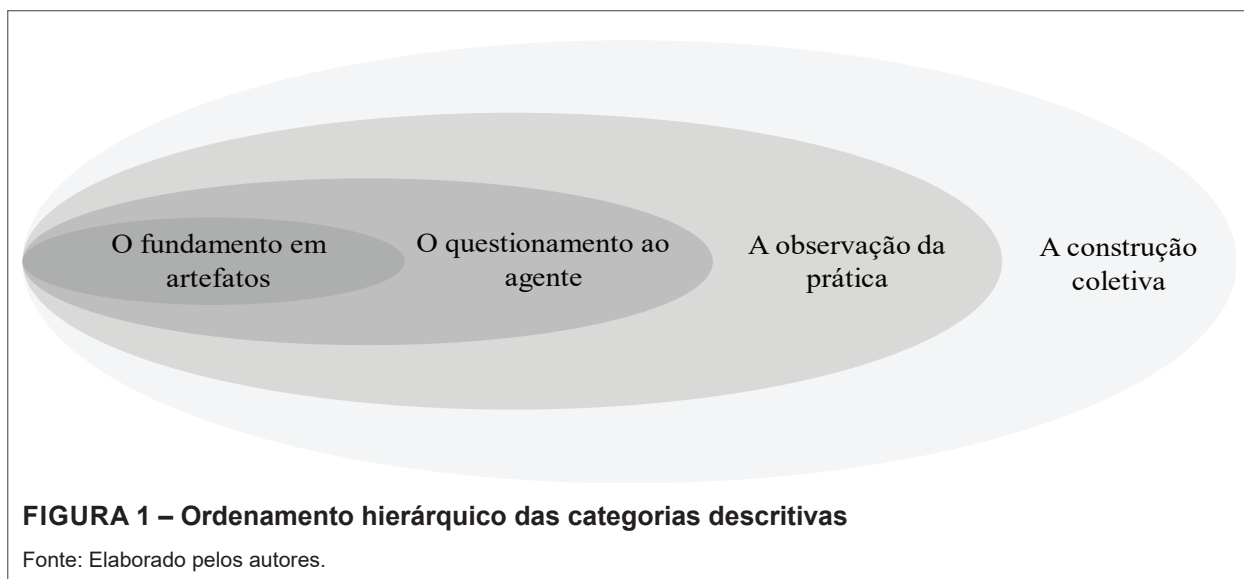 O fundamento em
artefatos
O questionamento ao
agente
A observação da
prática
A construção
coletiva
FIGURA 1 – Ordenamento hierárquico das categorias descritivas
Fonte: Elaborado pelos autores.